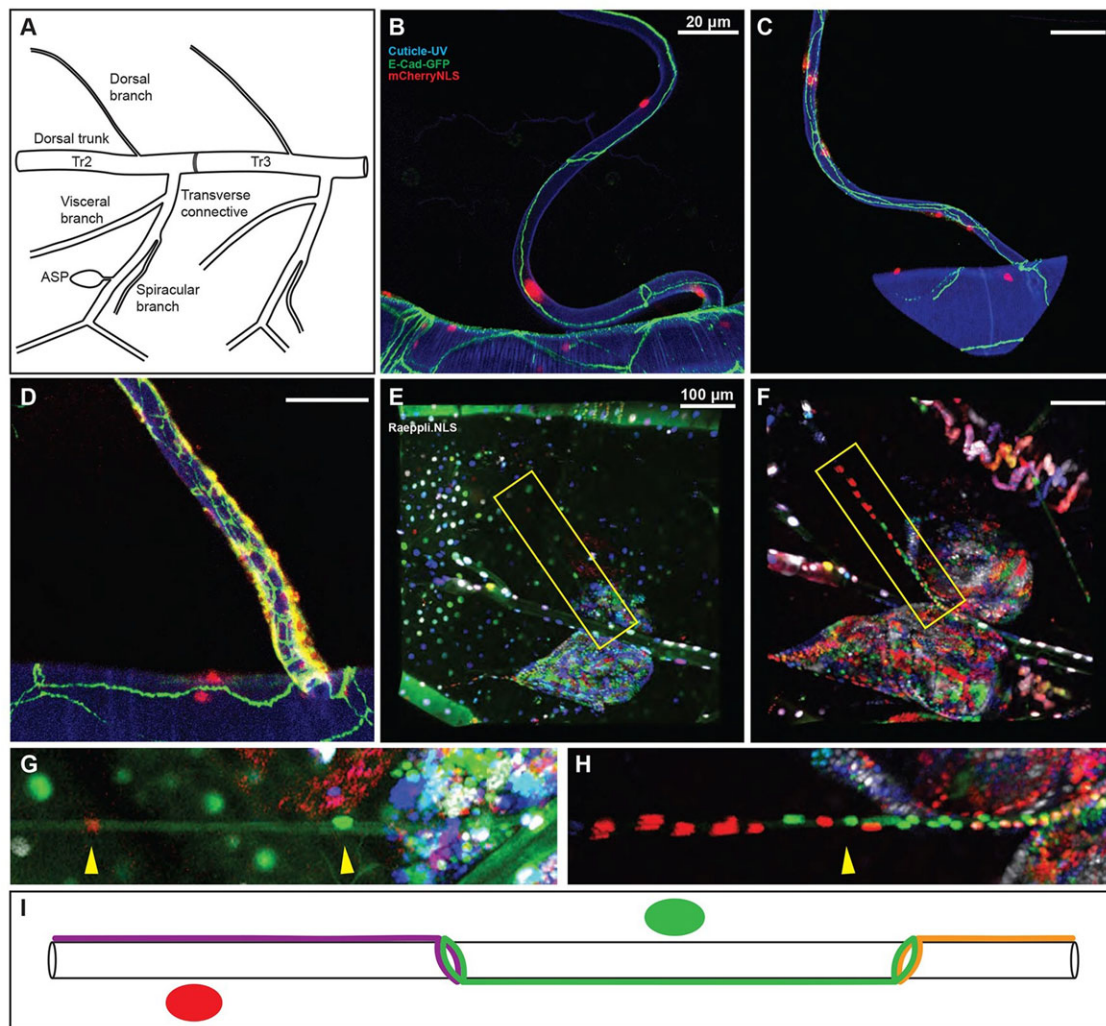 A
Dorsal
branch
Dorsal trunk
Tr2
Tr3
Visceral
branch
Transverse
connective
ASP
Spiracular
branch
B
20 µm
Cuticle-UV
E-Cad-GFP
mCherryNLS
C
D
E
100 µm
Raeppli.NLS
F
G
H
I